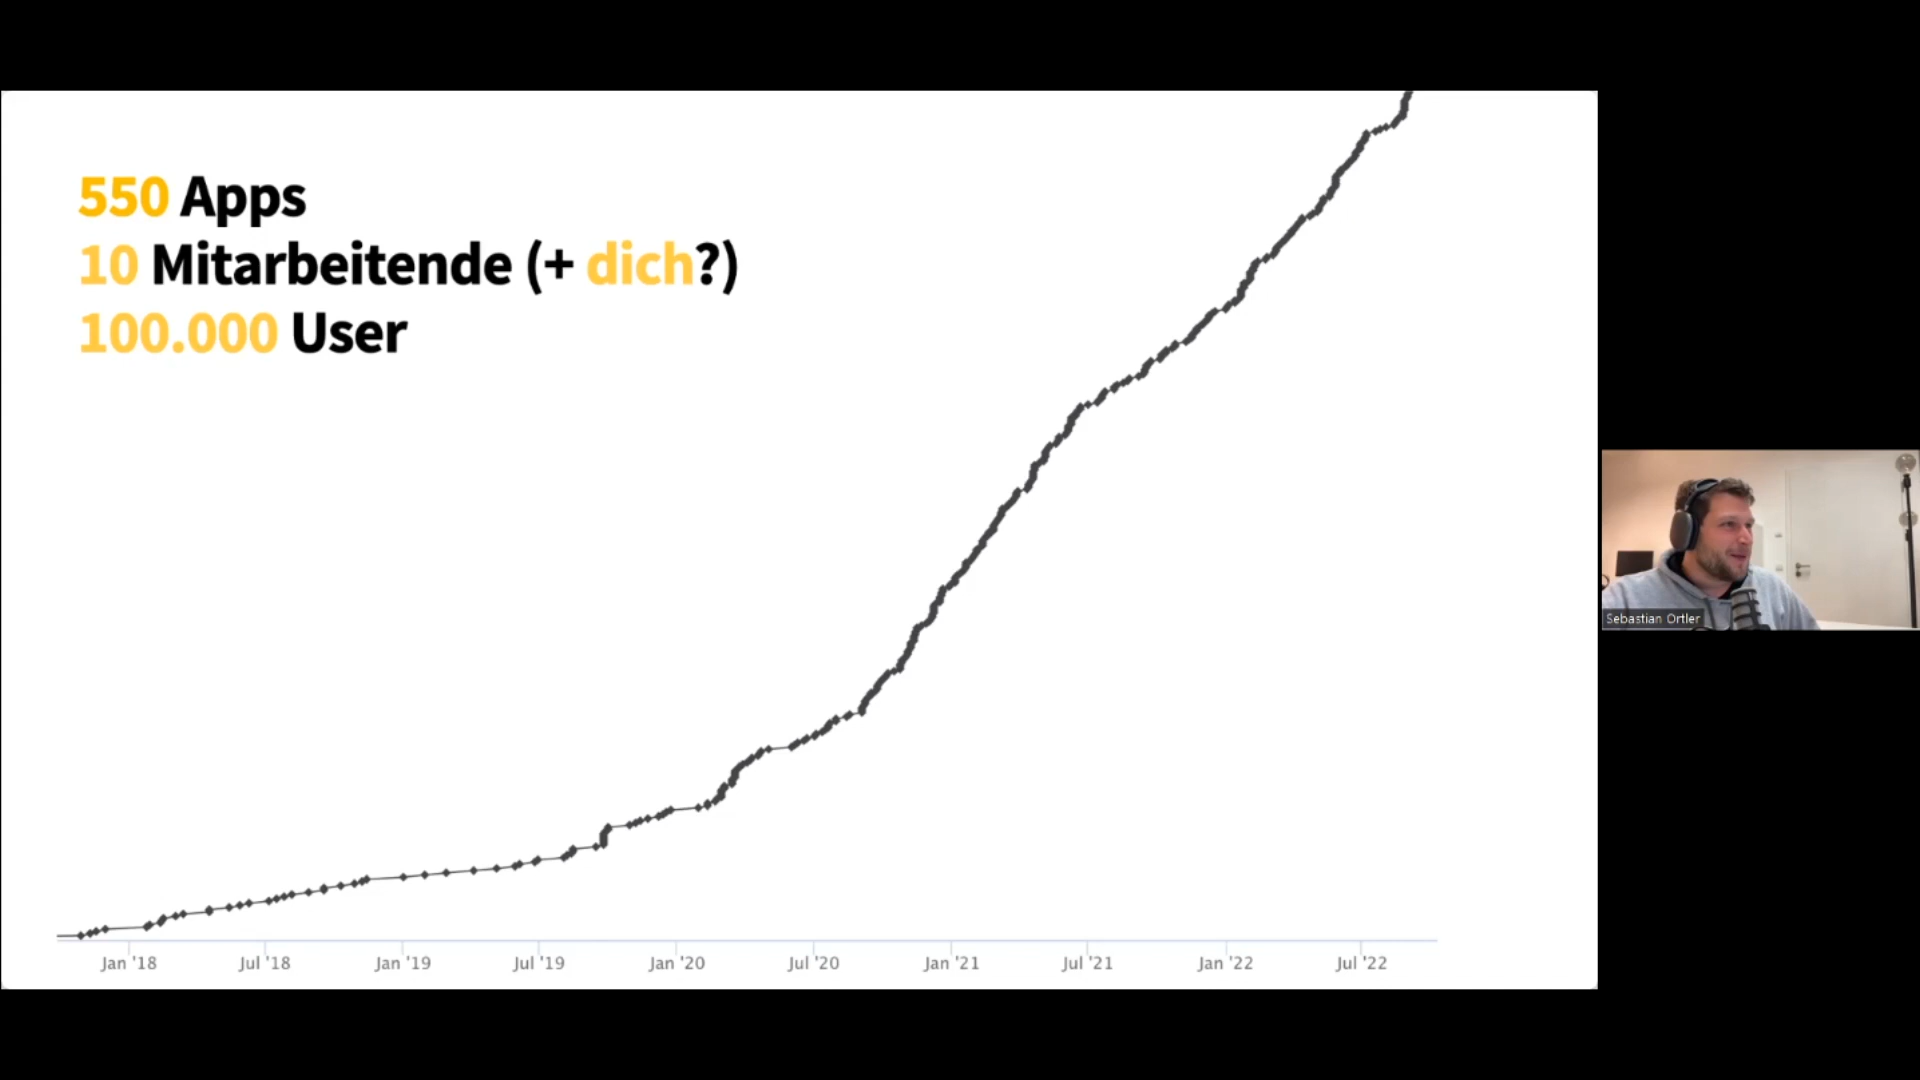 550 Apps
10 Mitarbeitende (+ dich?)
100.000 User
Jan '18 Jul '18 Jan '19 Jul '19 Jan '20 Jul '20 Jan '21 Jul '21 Jan '22 Jul '22
Sebastian Ortler